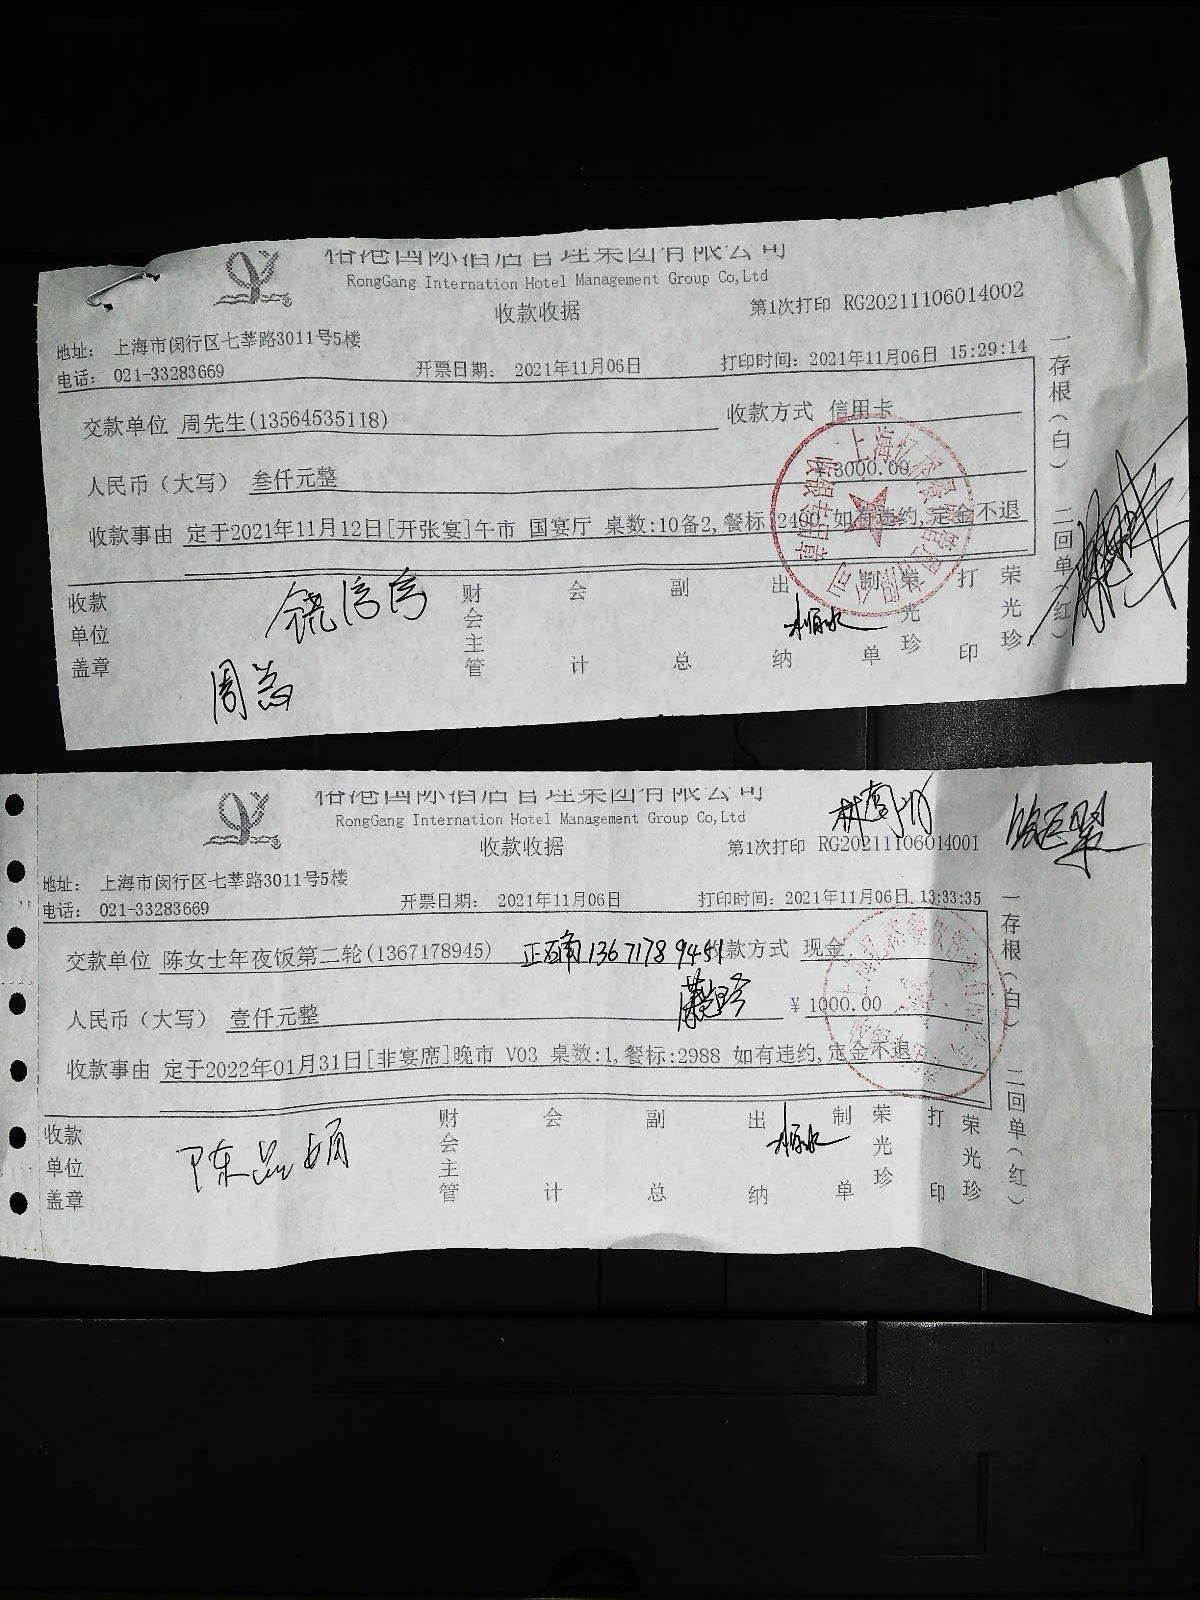 RongGang Internation Hotel Management Group Co,Ltd
收款收据 第1次打印 RG20211106014002
地址： 上海市闵行区七莘路3011号5楼
电话： 021-33283669 开票日期： 2021年11月06日 打印时间：2021年11月06日 15:29:14
交款单位 周先生(13564535118) 收款方式 信用卡
人民币（大写） 叁仟元整 ¥3000.00
收款事由 定于2021年11月12日[开张宴]午市 国宴厅 桌数:10备2,餐标:2400 如有违约,定金不退
收款单位盖章 财会主管 会计 副总 出纳 制单 荣光珍 打印 荣光珍
一存根（白） 二回单（红）
RongGang Internation Hotel Management Group Co,Ltd
收款收据 第1次打印 RG20211106014001
地址： 上海市闵行区七莘路3011号5楼
电话： 021-33283669 开票日期： 2021年11月06日 打印时间：2021年11月06日 13:33:35
交款单位 陈女士年夜饭第二轮(1367178945) 正确13671789451 收款方式 现金
人民币（大写） 壹仟元整 ¥ 1000.00
收款事由 定于2022年01月31日[非宴席]晚市 V03 桌数:1,餐标:2988 如有违约,定金不退
收款单位盖章 财会主管 会计 副总 出纳 制单 荣光珍 打印 荣光珍
一存根（白） 二回单（红）